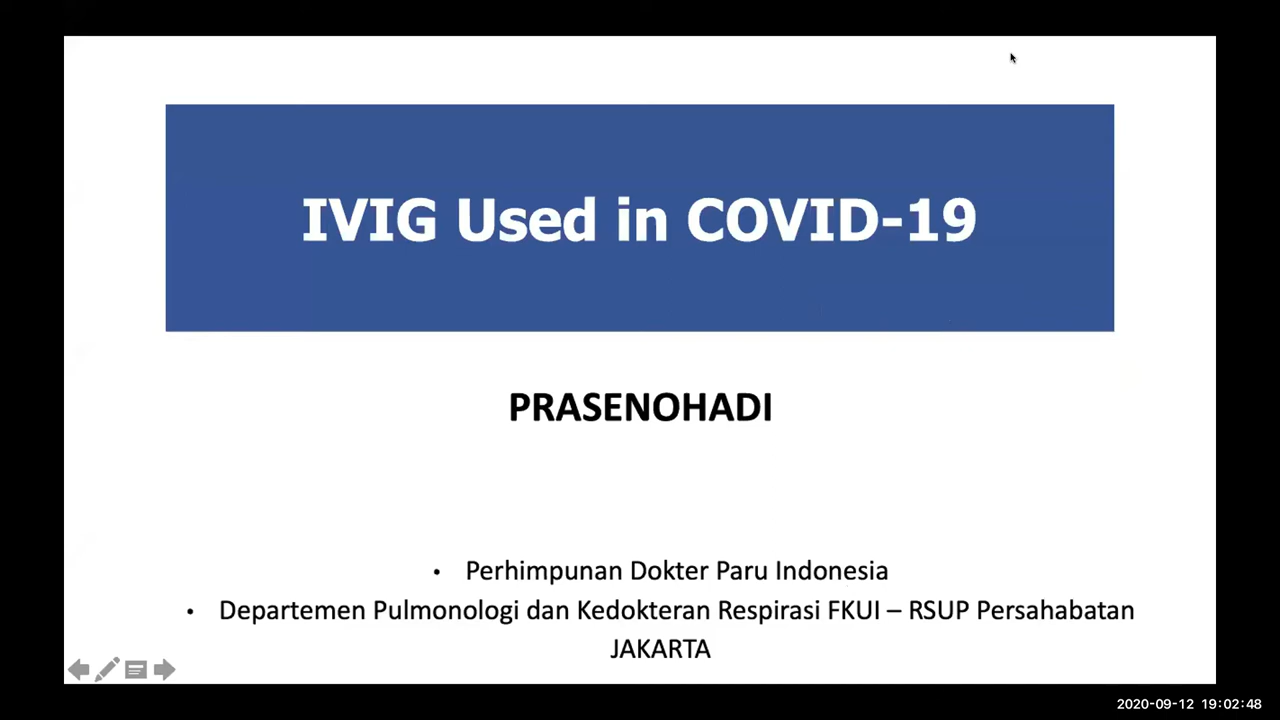 IVIG Used in COVID-19
PRASENOHADI
• Perhimpunan Dokter Paru Indonesia
• Departemen Pulmonologi dan Kedokteran Respirasi FKUI – RSUP Persahabatan
JAKARTA
2020-09-12 19:02:48